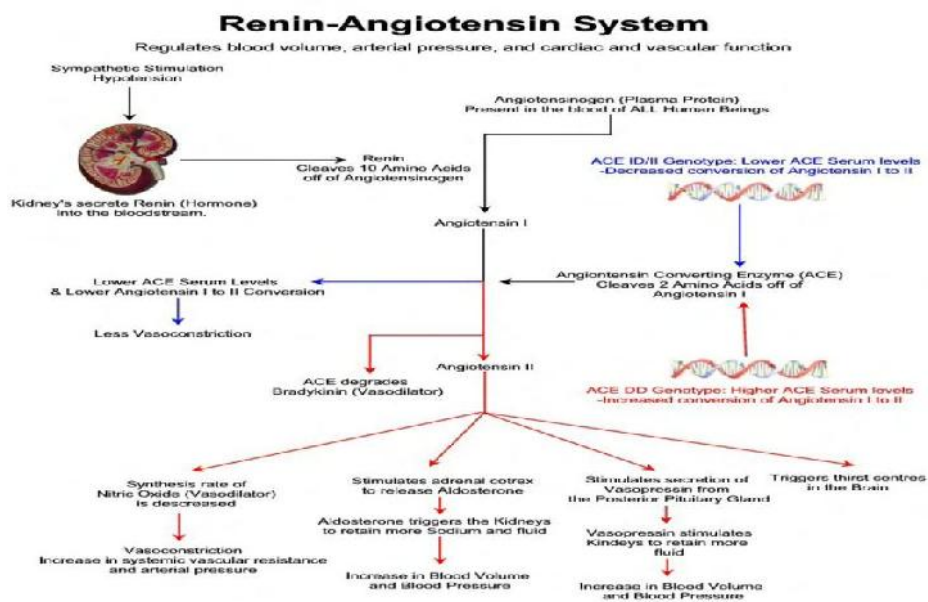 Renin-Angiotensin System
Regulates blood volume, arterial pressure, and cardiac and vascular function
Sympathetic Stimulation
Hypotension
Angiotensinogen (Plasma Protein)
Present in the blood of ALL Human Beings
Renin
Cleaves 10 Amino Acids
off of Angiotensinogen
ACE ID/II Genotype: Lower ACE Serum levels
-Decreased conversion of Angiotensin I to II
Kidney's secrete Renin (Hormone)
into the bloodstream.
Angiotensin I
Lower ACE Serum Levels
& Lower Angiotensin I to II Conversion
Angiontensin Converting Enzyme (ACE)
Cleaves 2 Amino Acids off of
Angiotensin I
Less Vasoconstriction
Angiotensin II
ACE degrades
Bradykinin (Vasodilator)
ACE DD Genotype: Higher ACE Serum levels
-Increased conversion of Angiotensin I to II
Synthesis rate of
Nitric Oxide (Vasodilator)
is descreased
Stimulates adrenal cotrax
to release Aldosterone
Stimulates secretion of
Vasopressin from
the Posterior Pituitary Gland
Triggers thirst centres
in the Brain
Aldosterone triggers the Kidneys
to retain more Sodium and fluid
Vasopressin stimulates
Kindeys to retain more
fluid
Vasoconstriction
Increase in systemic vascular resistance
and arterial pressure
Increase in Blood Volume
and Blood Pressure
Increase in Blood Volume
and Blood Pressure